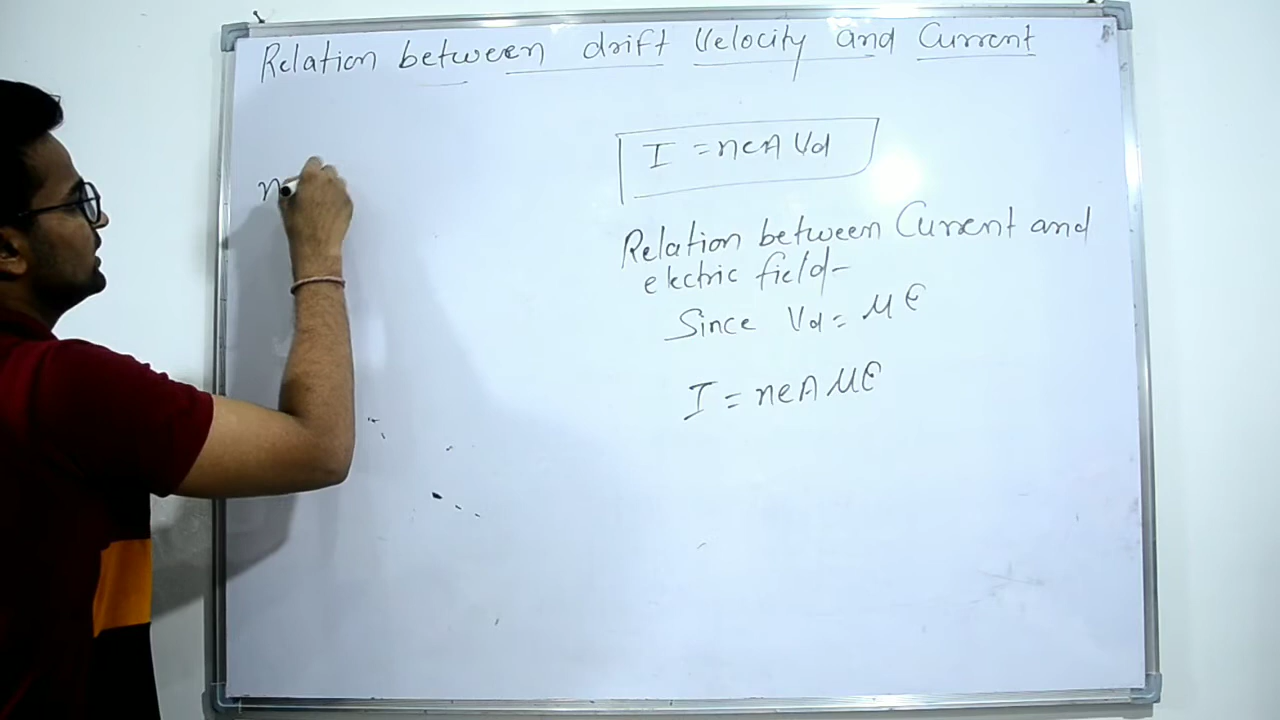 Relation between drift Velocity and Current
n
I = neA Vd
Relation between Current and
electric field-
Since Vd = μE
I = neAμE